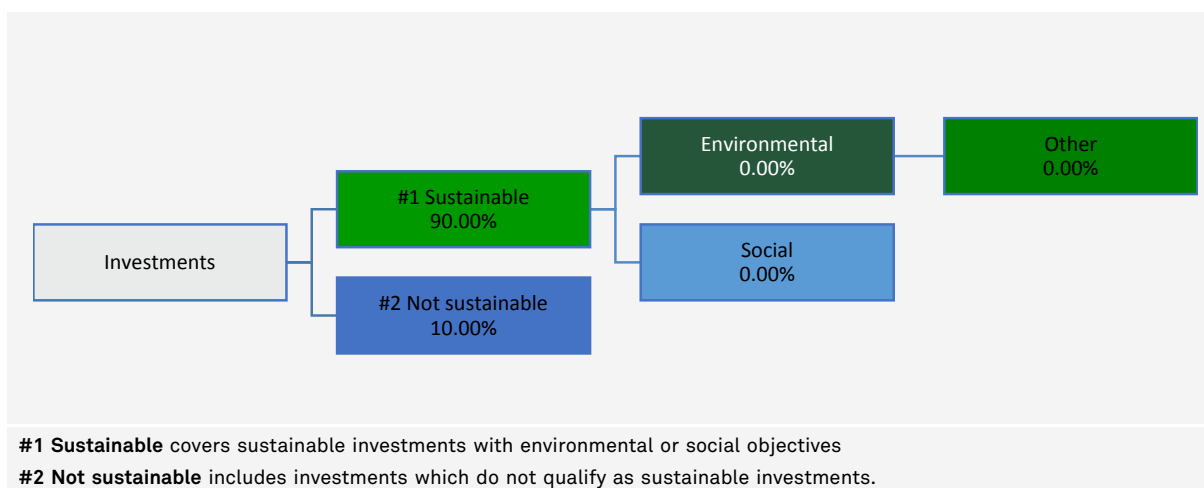 Investments
#1 Sustainable
90.00%
#2 Not sustainable
10.00%
Environmental
0.00%
Social
0.00%
Other
0.00%
#1 Sustainable covers sustainable investments with environmental or social objectives
#2 Not sustainable includes investments which do not qualify as sustainable investments.